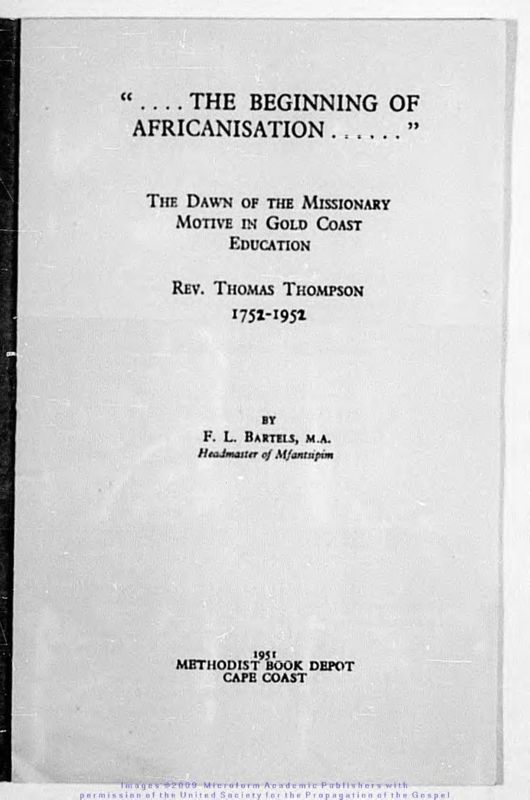 “ .... THE BEGINNING OF
AFRICANISATION ...... ”
THE DAWN OF THE MISSIONARY
MOTIVE IN GOLD COAST
EDUCATION
REV. THOMAS THOMPSON
1752-1952
BY
F. L. BARTELS, M.A.
Headmaster of Mfantsipim
1951
METHODIST BOOK DEPOT
CAPE COAST
Images ©2009 Microform Academic Publishers with
permission of the United Society for the Propagation of the Gospel